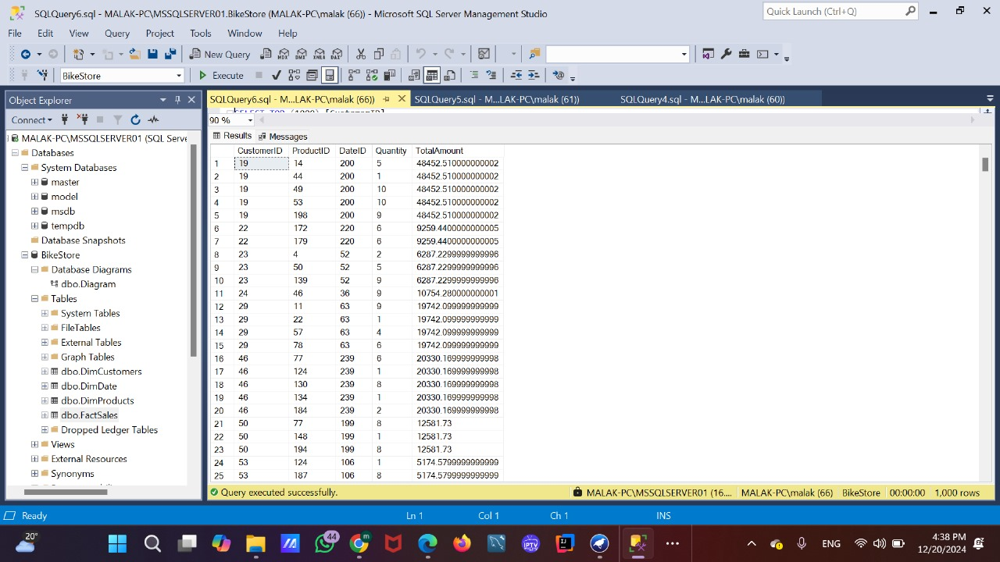 SQLQuery6.sql - MALAK-PC\MSSQLSERVER01.BikeStore (MALAK-PC\malak (66)) - Microsoft SQL Server Management Studio
Quick Launch (Ctrl+Q)
File Edit View Query Project Tools Window Help
New Query MDX DMX XMLA DAX
BikeStore Execute
Object Explorer
SQLQuery6.sql - M...LAK-PC\malak (66)) SQLQuery5.sql - M...LAK-PC\malak (61)) SQLQuery4.sql - M...LAK-PC\malak (60))
Connect
90 %
Results Messages
MALAK-PC\MSSQLSERVER01 (SQL Serve
Databases
System Databases
master
model
msdb
tempdb
Database Snapshots
BikeStore
Database Diagrams
dbo.Diagram
Tables
System Tables
FileTables
External Tables
Graph Tables
dbo.DimCustomers
dbo.DimDate
dbo.DimProducts
dbo.FactSales
Dropped Ledger Tables
Views
External Resources
Synonyms
CustomerID ProductID DateID Quantity TotalAmount
1 19 14 200 5 48452.510000000002
2 19 44 200 1 48452.510000000002
3 19 49 200 10 48452.510000000002
4 19 53 200 10 48452.510000000002
5 19 198 200 9 48452.510000000002
6 22 172 220 6 9259.4400000000005
7 22 179 220 6 9259.4400000000005
8 23 4 52 2 6287.2299999999996
9 23 50 52 5 6287.2299999999996
10 23 139 52 9 6287.2299999999996
11 24 46 36 9 10754.280000000001
12 29 11 63 9 19742.099999999999
13 29 22 63 1 19742.099999999999
14 29 57 63 4 19742.099999999999
15 29 78 63 6 19742.099999999999
16 46 77 239 6 20330.169999999998
17 46 124 239 1 20330.169999999998
18 46 130 239 8 20330.169999999998
19 46 134 239 1 20330.169999999998
20 46 184 239 2 20330.169999999998
21 50 77 199 8 12581.73
22 50 148 199 1 12581.73
23 50 194 199 8 12581.73
24 53 124 106 1 5174.5799999999999
25 53 187 106 8 5174.5799999999999
Query executed successfully. MALAK-PC\MSSQLSERVER01 (16.... MALAK-PC\malak (66) BikeStore 00:00:00 1,000 rows
Ready Ln 1 Col 1 Ch 1 INS
20° 44 m IPTV ENG 4:38 PM
12/20/2024